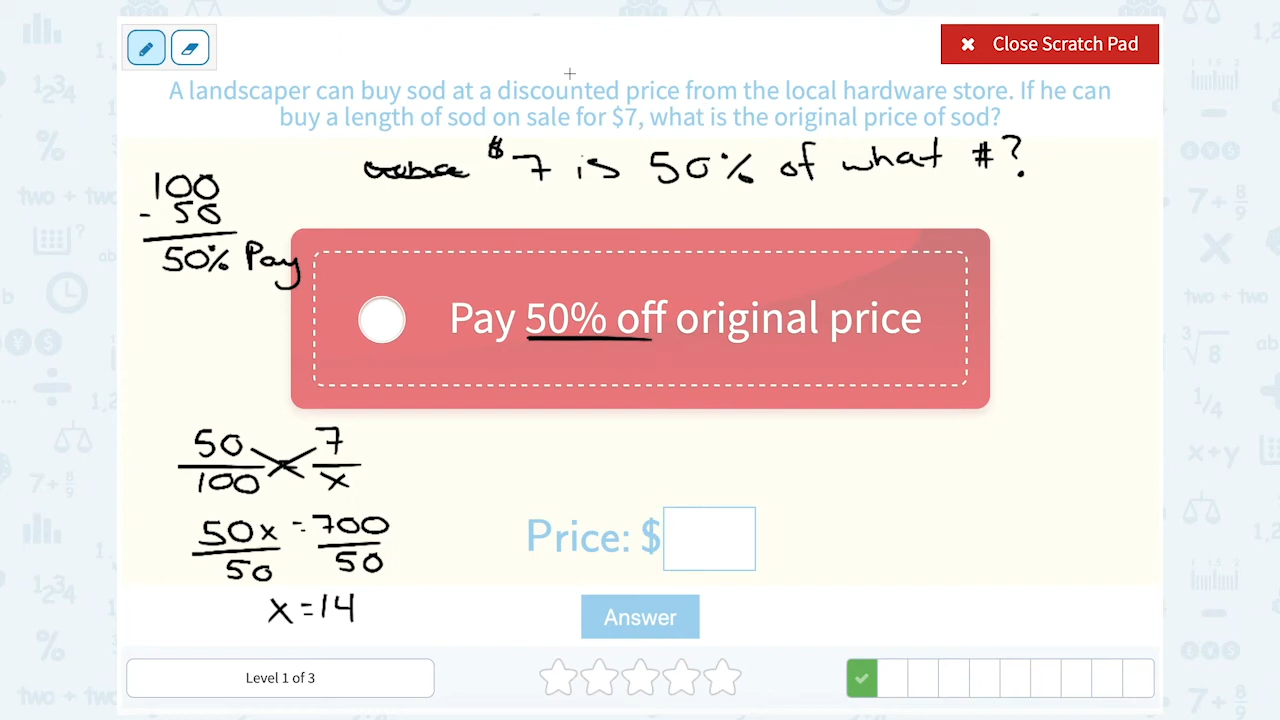 Close Scratch Pad
A landscaper can buy sod at a discounted price from the local hardware store. If he can
buy a length of sod on sale for $7, what is the original price of sod?
$7 is 50% of what #?
100
- 50
50% Pay
Pay 50% off original price
50 7
100 x
50x = 700
50 50
x = 14
Price: $
Answer
Level 1 of 3